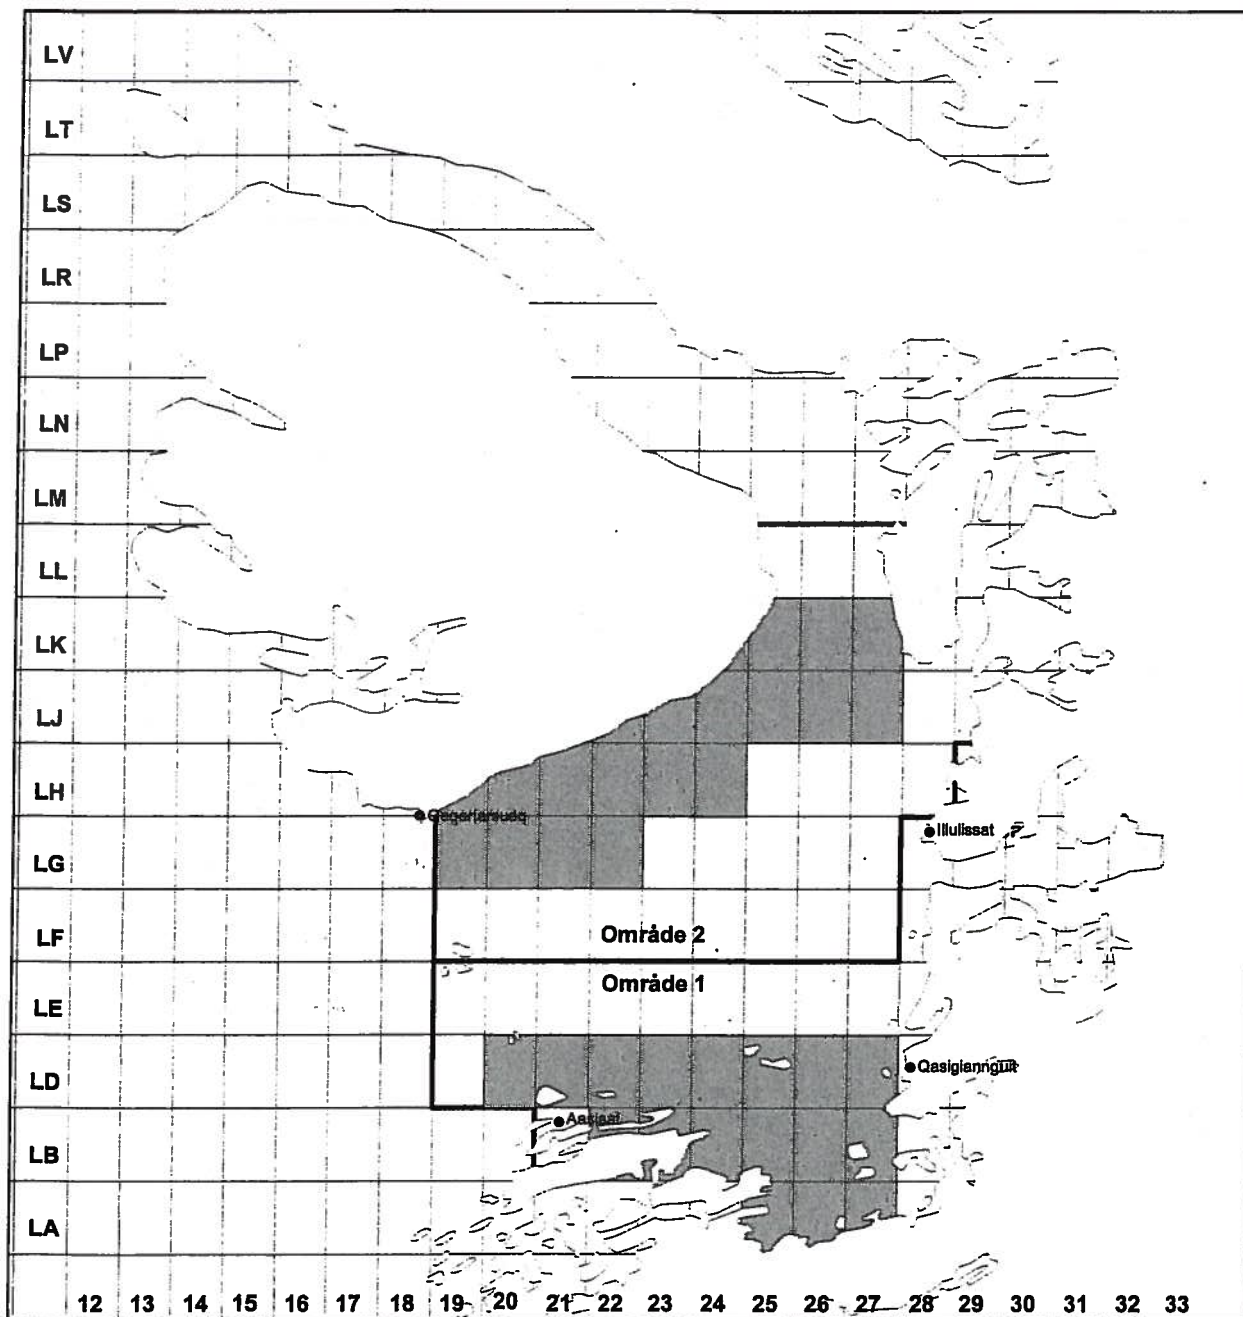 LV
LT
LS
LR
LP
LN
LM
LL
LK
LJ
LH
Qeqertarsuaq
Illulissat
LG
LF
Område 2
LE
Område 1
LD
Qasigiannguit
Aasiaat
LB
LA
12 13 14 15 16 17 18 19 20 21 22 23 24 25 26 27 28 29 30 31 32 33